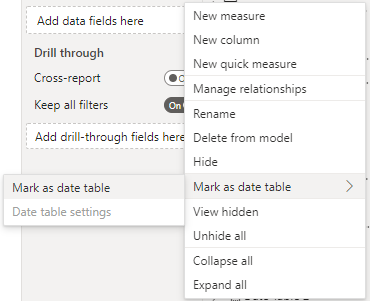 Add data fields here
Drill through
Cross-report
Keep all filters
On
Add drill-through fields here
New measure
New column
New quick measure
Manage relationships
Rename
Delete from model
Hide
Mark as date table
View hidden
Unhide all
Collapse all
Expand all
Mark as date table
Date table settings